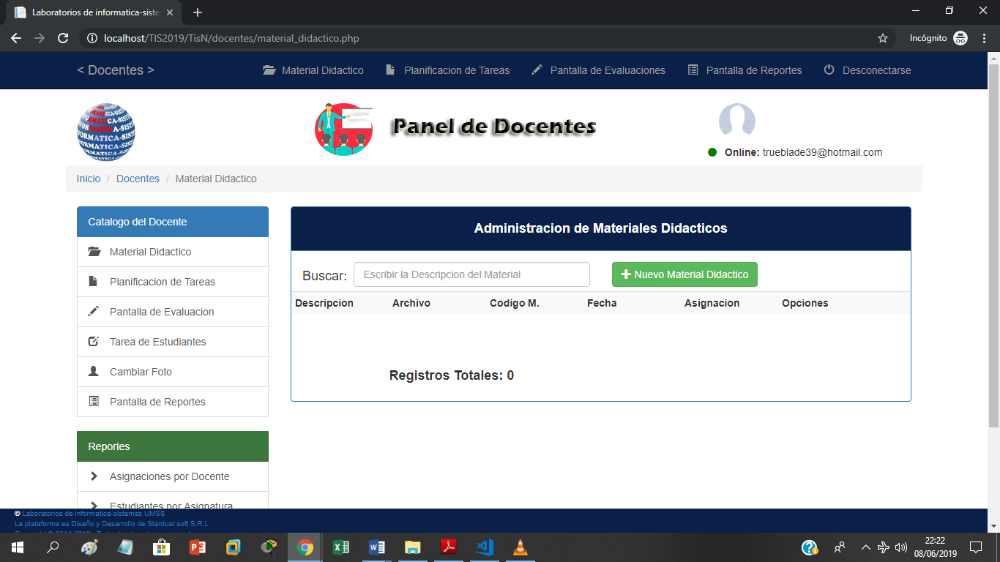 Laboratorios de informatica-siste
localhost/TIS2019/TisN/docentes/material_didactico.php
Incógnito
< Docentes >
Material Didactico
Planificacion de Tareas
Pantalla de Evaluaciones
Pantalla de Reportes
Desconectarse
Panel de Docentes
Online: trueblade39@hotmail.com
Inicio / Docentes / Material Didactico
Catalogo del Docente
Material Didactico
Planificacion de Tareas
Pantalla de Evaluacion
Tarea de Estudiantes
Cambiar Foto
Pantalla de Reportes
Reportes
Asignaciones por Docente
Estudiantes por Asignatura
Administracion de Materiales Didacticos
Buscar: Escribir la Descripcion del Material
Nuevo Material Didactico
Descripcion Archivo Codigo M. Fecha Asignacion Opciones
Registros Totales: 0
© Laboratorios de informatica-sistemas UMSS
La plataforma es Diseño y Desarrollo de Stardust soft S.R.L
22:22
08/06/2019